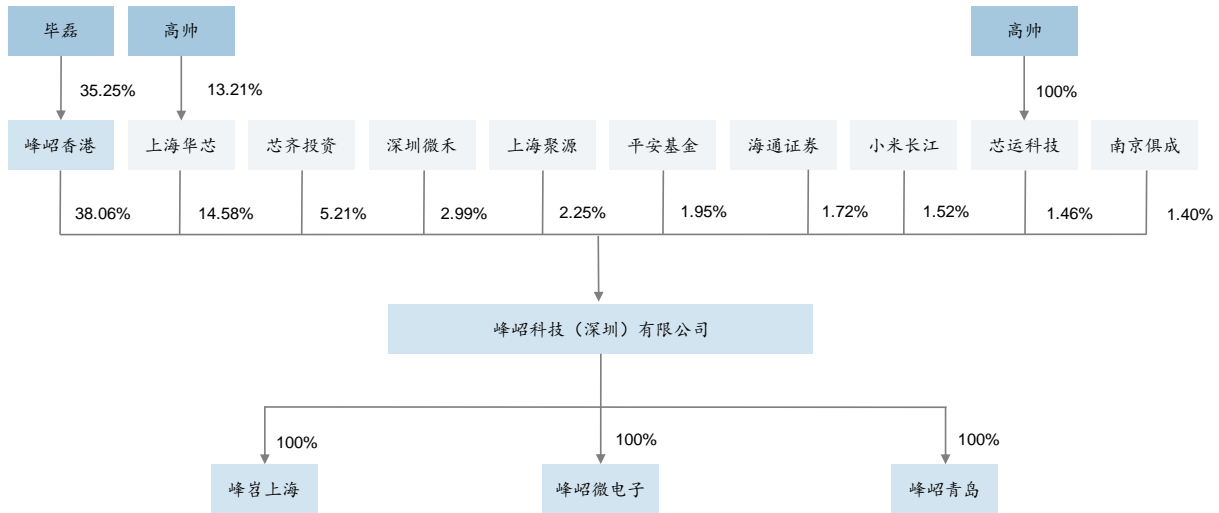 毕磊
高帅
高帅
35.25%
13.21%
100%
峰岹香港
上海华芯
芯齐投资
深圳微禾
上海聚源
平安基金
海通证券
小米长江
芯运科技
南京俱成
38.06%
14.58%
5.21%
2.99%
2.25%
1.95%
1.72%
1.52%
1.46%
1.40%
峰岹科技（深圳）有限公司
100%
100%
100%
峰岧上海
峰岹微电子
峰岹青岛